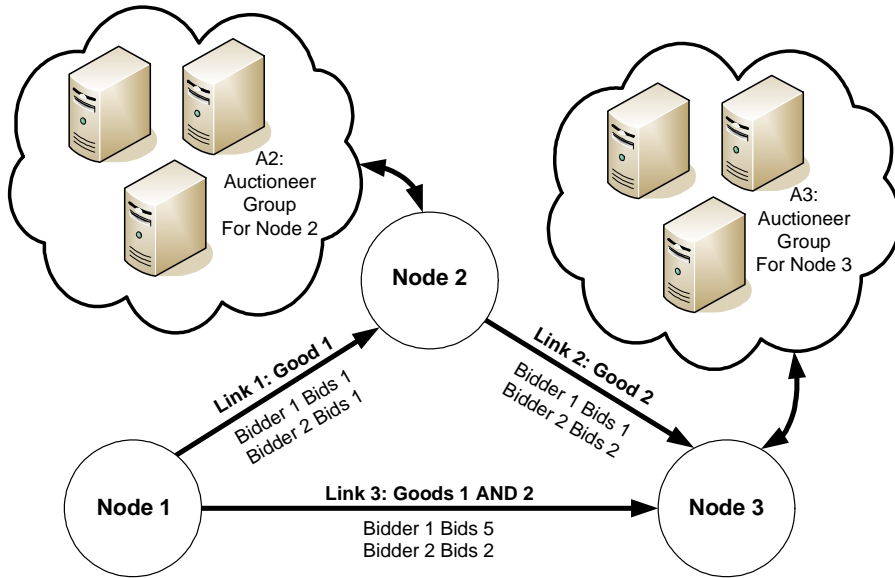 A2:
Auctioneer
Group
For Node 2
A3:
Auctioneer
Group
For Node 3
Node 2
Link 1: Good 1
Bidder 1 Bids 1
Bidder 2 Bids 1
Link 2: Good 2
Bidder 1 Bids 1
Bidder 2 Bids 2
Node 1
Link 3: Goods 1 AND 2
Bidder 1 Bids 5
Bidder 2 Bids 2
Node 3